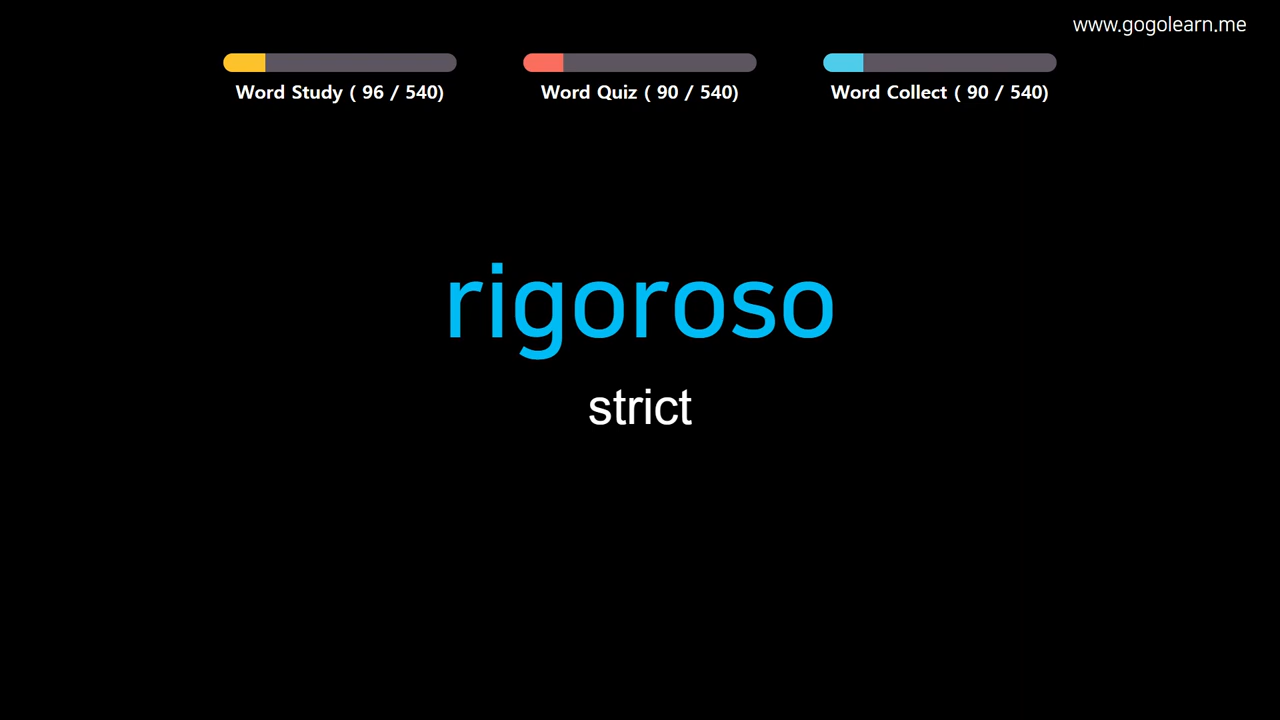 www.gogolearn.me
Word Study ( 96 / 540)
Word Quiz ( 90 / 540)
Word Collect ( 90 / 540)
rigoroso
strict